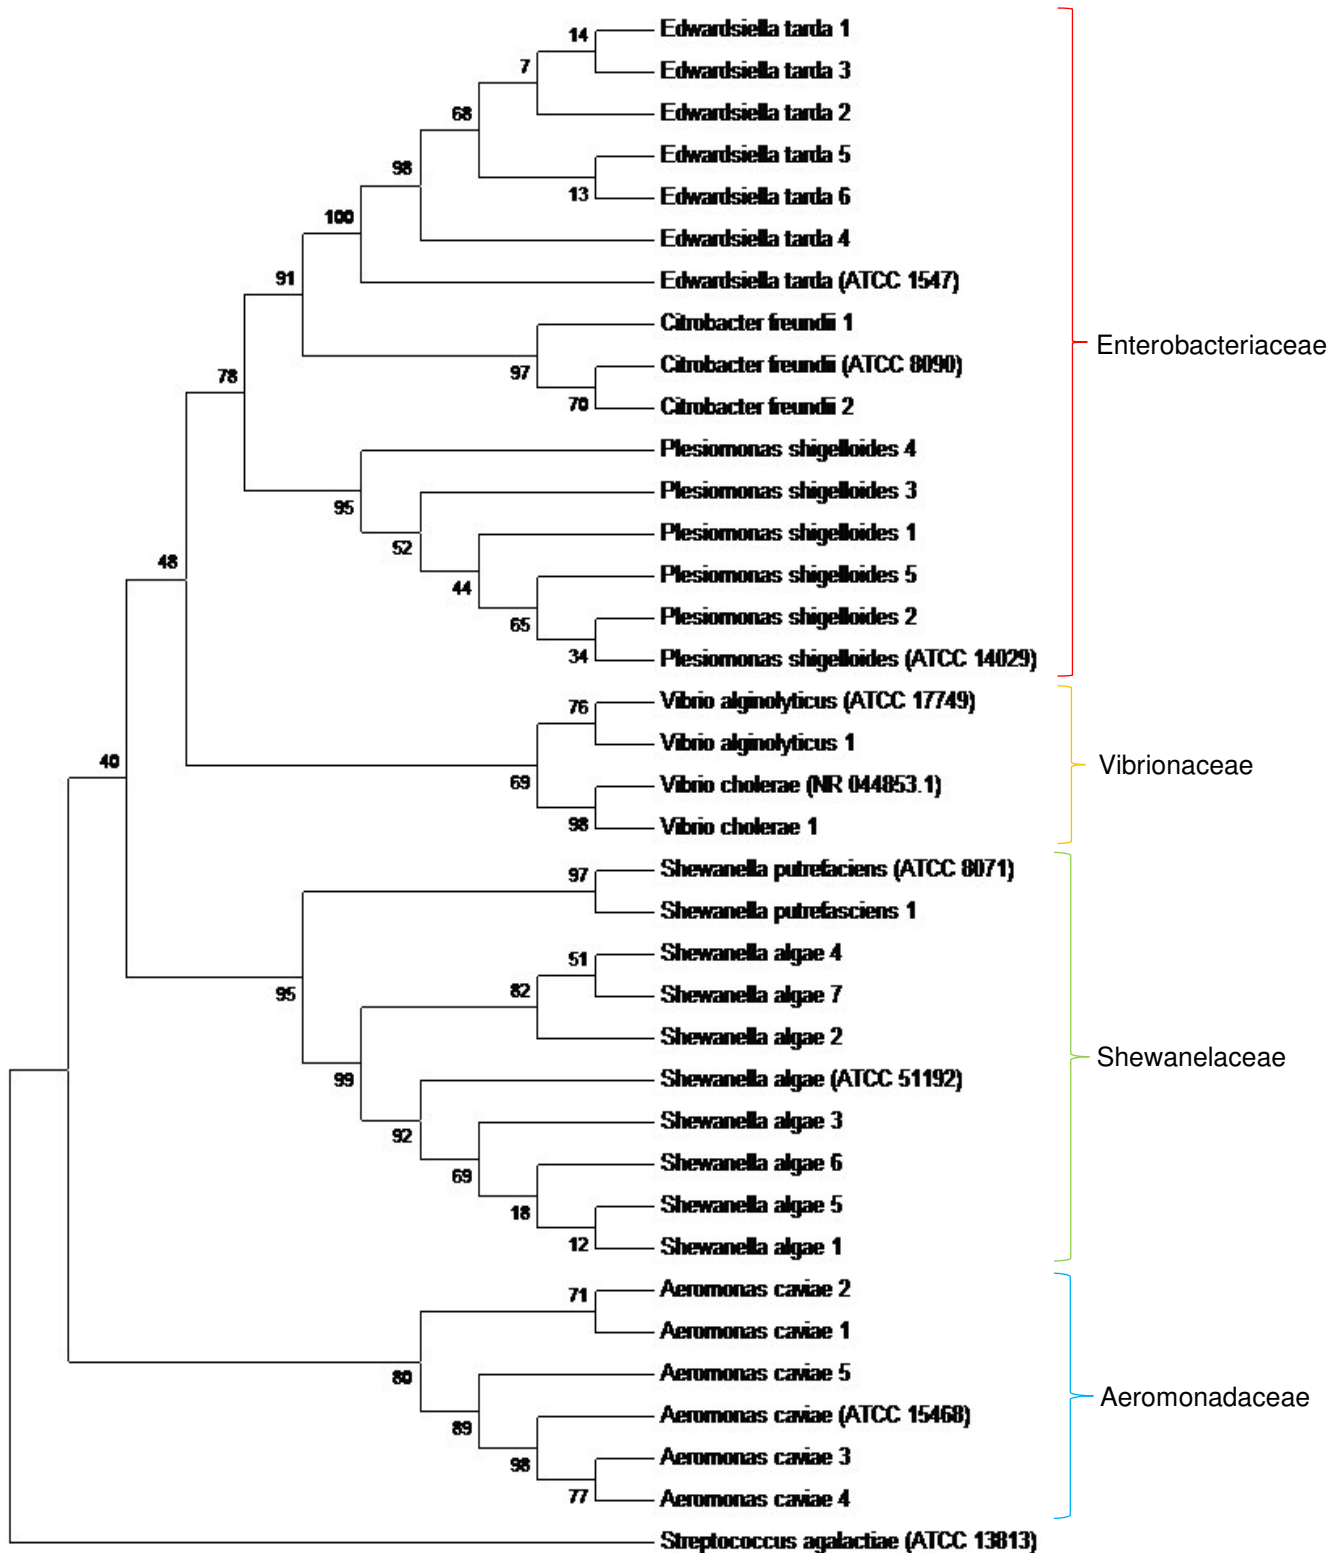 Edwardsiella tarda 1
14
Edwardsiella tarda 3
7
Edwardsiella tarda 2
68
Edwardsiella tarda 5
98
13
Edwardsiella tarda 6
100
Edwardsiella tarda 4
91
Edwardsiella tarda (ATCC 1547)
Citrobacter freundii 1
Enterobacteriaceae
78
97
Citrobacter freundii (ATCC 8090)
70
Citrobacter freundii 2
Plesiomonas shigelloides 4
95
Plesiomonas shigelloides 3
52
Plesiomonas shigelloides 1
48
44
Plesiomonas shigelloides 5
65
Plesiomonas shigelloides 2
34
Plesiomonas shigelloides (ATCC 14029)
76
Vibrio alginolyticus (ATCC 17749)
Vibrio alginolyticus 1
40
Vibrionaceae
69
Vibrio cholerae (NR 044853.1)
98
Vibrio cholerae 1
97
Shewanella putrefaciens (ATCC 8071)
Shewanella putrefasciens 1
51
Shewanella algae 4
95
82
Shewanella algae 7
Shewanella algae 2
Shewanelaceae
99
Shewanella algae (ATCC 51192)
92
Shewanella algae 3
69
Shewanella algae 6
18
Shewanella algae 5
12
Shewanella algae 1
71
Aeromonas caviae 2
Aeromonas caviae 1
80
Aeromonas caviae 5
Aeromonadaceae
89
Aeromonas caviae (ATCC 15468)
98
Aeromonas caviae 3
77
Aeromonas caviae 4
Streptococcus agalactiae (ATCC 13813)